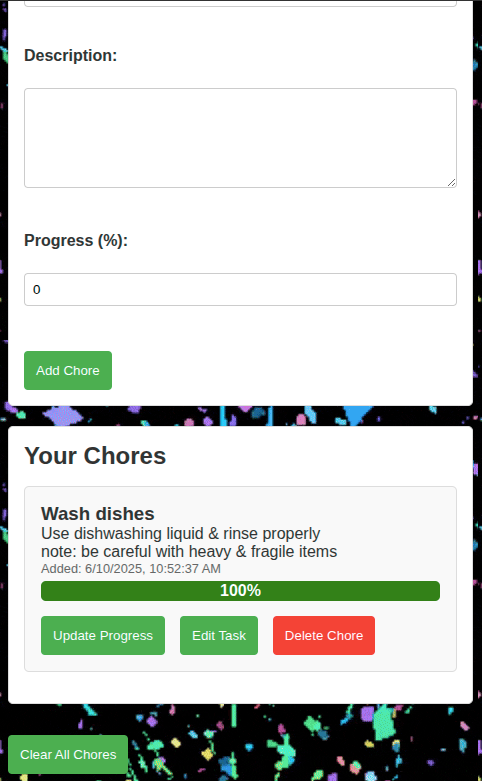 Description:
Progress (%):
0
Add Chore
Your Chores
Wash dishes
Use dishwashing liquid & rinse properly
note: be careful with heavy & fragile items
Added: 6/10/2025, 10:52:37 AM
100%
Update Progress
Edit Task
Delete Chore
Clear All Chores